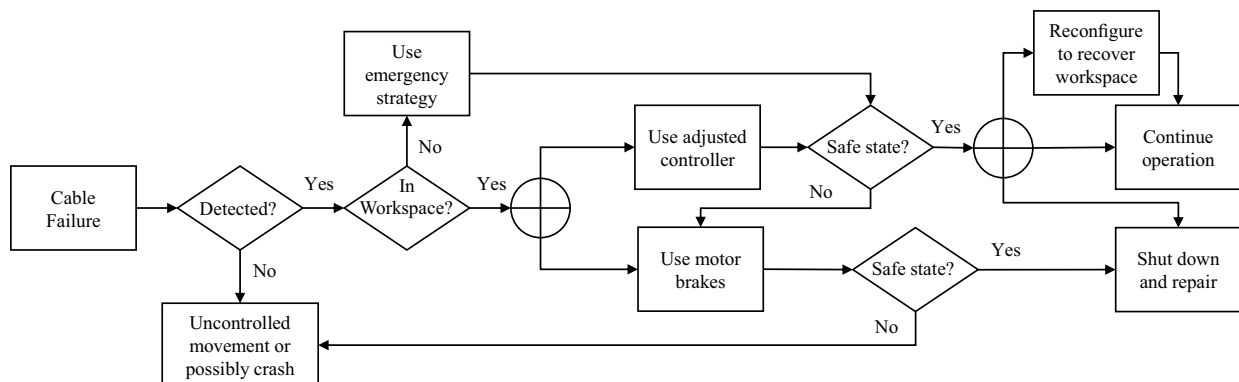 Cable
Failure
Detected?
Yes
No
Uncontrolled
movement or
possibly crash
In
Workspace?
No
Use
emergency
strategy
Yes
Use adjusted
controller
Use motor
brakes
Safe state?
Yes
No
Safe state?
Yes
No
Reconfigure
to recover
workspace
Continue
operation
Shut down
and repair